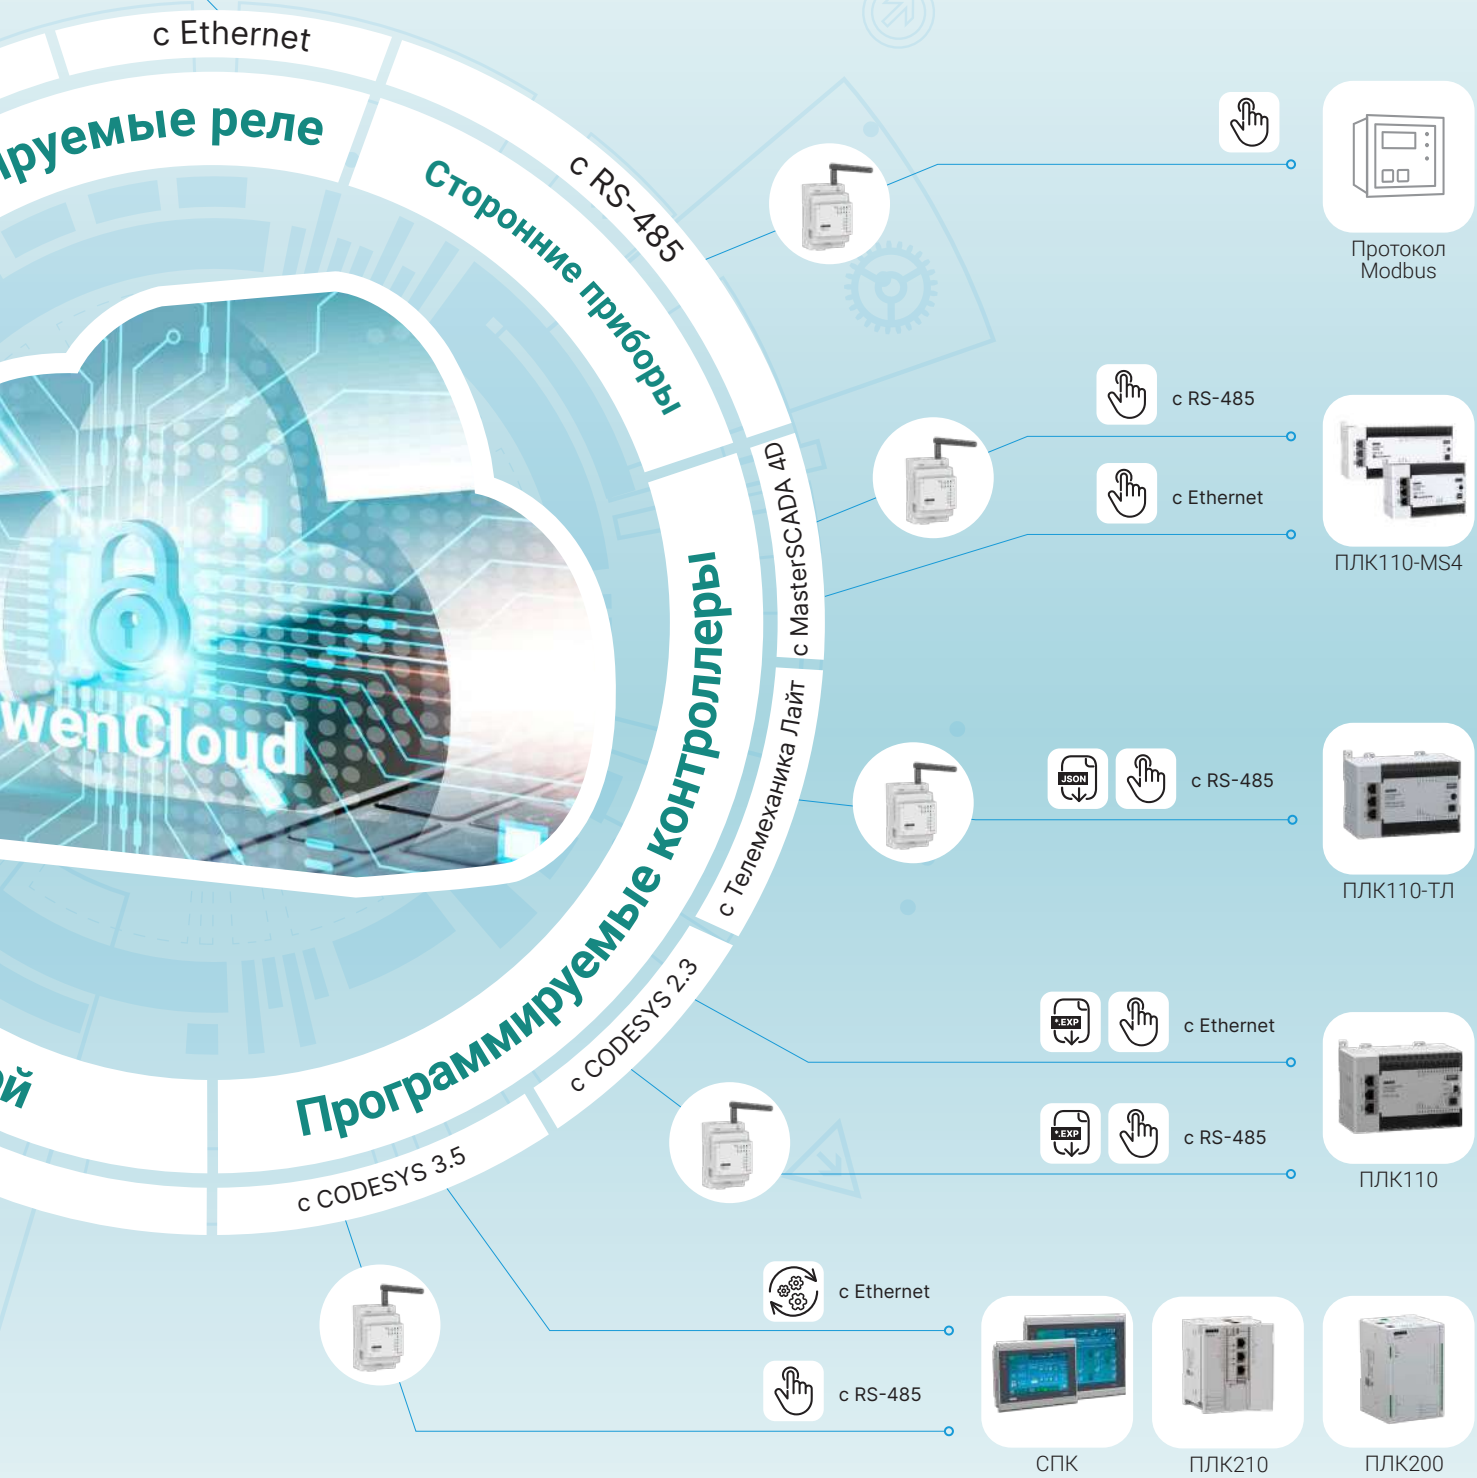 с Ethernet
ируемые реле
Сторонние приборы
с RS-485
Протокол
Modbus
с RS-485
с Ethernet
ПЛК110-MS4
с MasterSCADA 4D
Программируемые контроллеры
wenCloud
с Телемеханика Лайт
JSON
с RS-485
ПЛК110-ТЛ
с CODESYS 2.3
*.EXP
с Ethernet
*.EXP
с RS-485
ПЛК110
ой
с CODESYS 3.5
с Ethernet
с RS-485
СПК
ПЛК210
ПЛК200